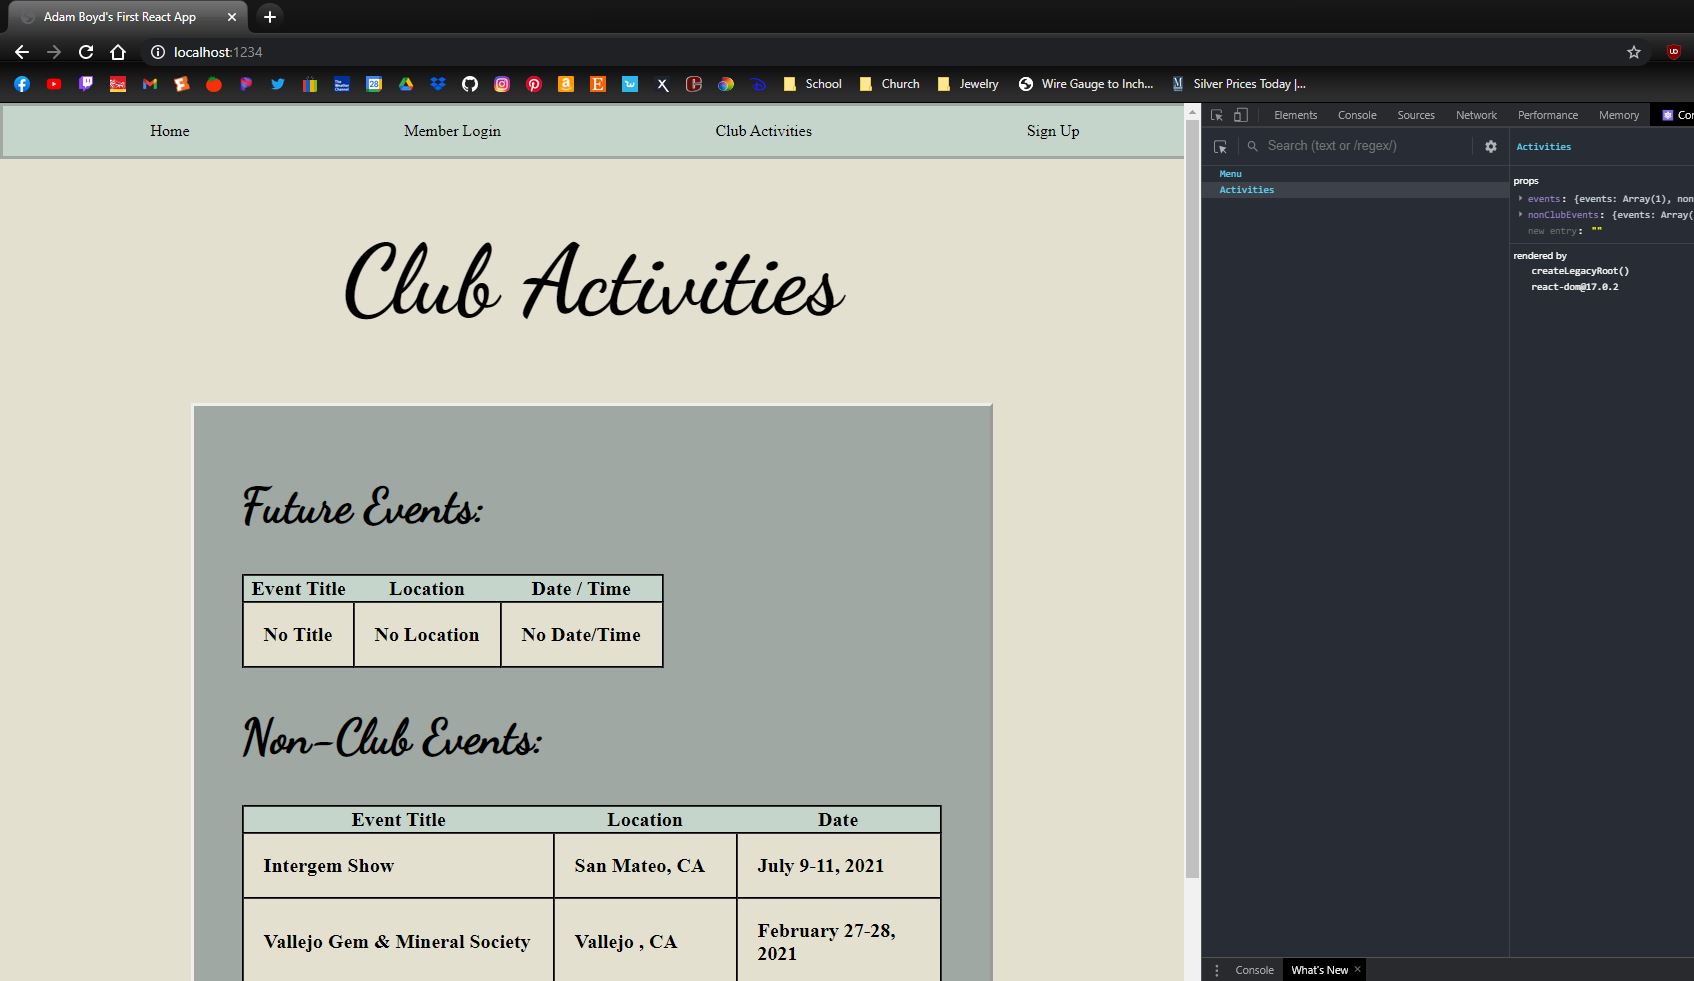 Adam Boyd's First React App
localhost:1234
School
Church
Jewelry
Wire Gauge to Inch...
Silver Prices Today |...
Home
Member Login
Club Activities
Sign Up
Club Activities
Future Events:
Event Title Location Date / Time
No Title No Location No Date/Time
Non-Club Events:
Event Title Location Date
Intergem Show San Mateo, CA July 9-11, 2021
Vallejo Gem & Mineral Society Vallejo , CA February 27-28,
2021
Elements Console Sources Network Performance Memory Cor
Search (text or /regex/)
Menu
Activities
Activities
props
events: {events: Array(1), non
nonClubEvents: {events: Array(
new entry: ""
rendered by
createLegacyRoot()
react-dom@17.0.2
Console What's New